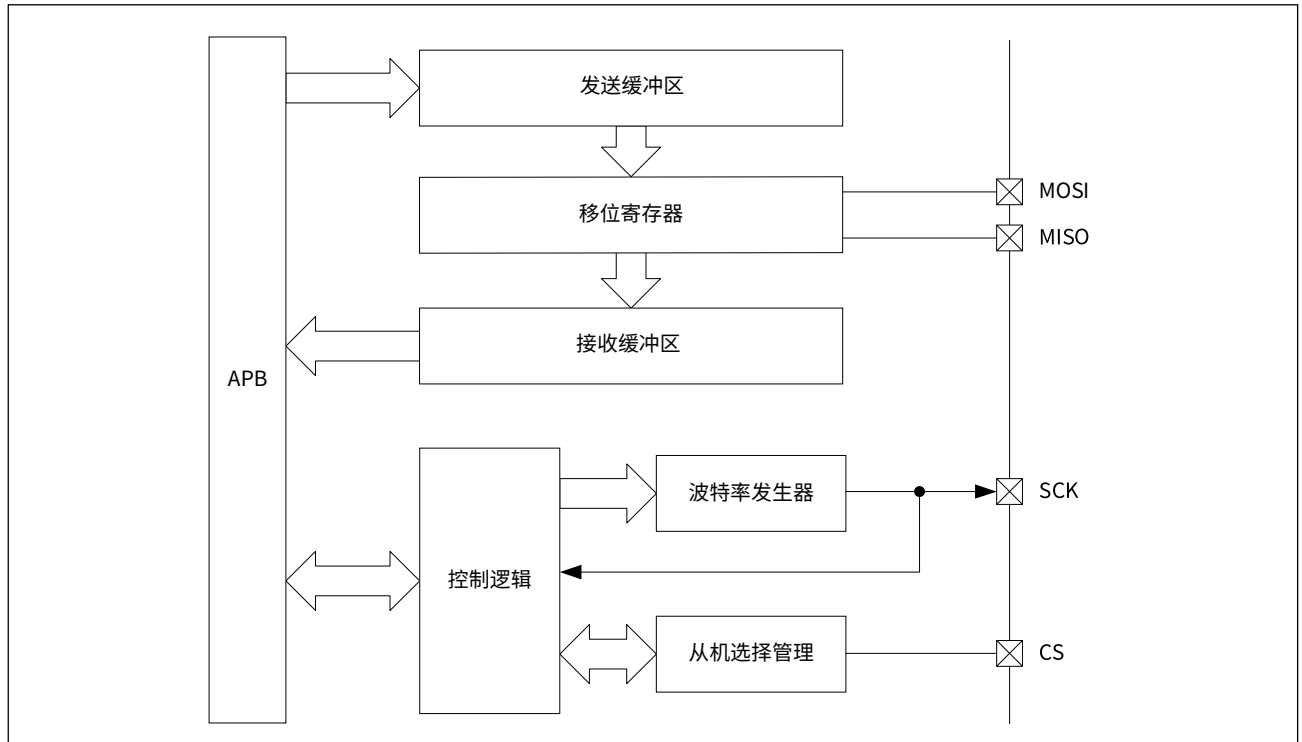 发送缓冲区
移位寄存器
MOSI
MISO
接收缓冲区
APB
波特率发生器
SCK
控制逻辑
从机选择管理
CS